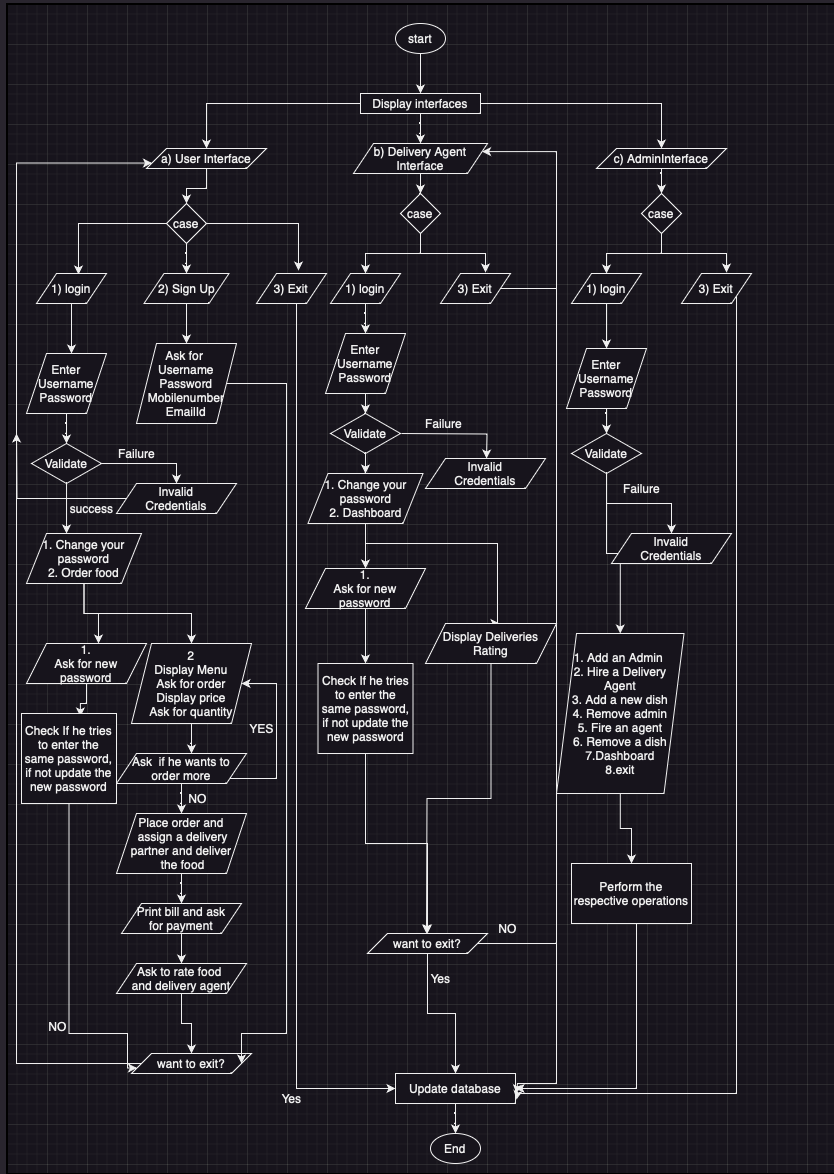 start
Display interfaces
a) User Interface
b) Delivery Agent
Interface
c) AdminInterface
case
case
case
1) login
2) Sign Up
3) Exit
1) login
3) Exit
1) login
3) Exit
Enter
Username
Password
Ask for
Username
Password
Mobilenumber
EmailId
Enter
Username
Password
Enter
Username
Password
Validate
Failure
Invalid
Credentials
success
Validate
Failure
Invalid
Credentials
Validate
Failure
Invalid
Credentials
1. Change your
password
2. Order food
1. Change your
password
2. Dashboard
1.
Ask for new
password
2
Display Menu
Ask for order
Display price
Ask for quantity
YES
1.
Ask for new
password
Display Deliveries
Rating
1. Add an Admin
2. Hire a Delivery
Agent
3. Add a new dish
4. Remove admin
5. Fire an agent
6. Remove a dish
7.Dashboard
8.exit
Check If he tries
to enter the
same password,
if not update the
new password
Ask if he wants to
order more
NO
Check If he tries
to enter the
same password,
if not update the
new password
Place order and
assign a delivery
partner and deliver
the food
Perform the
respective operations
Print bill and ask
for payment
want to exit?
NO
Yes
Ask to rate food
and delivery agent
NO
want to exit?
Yes
Update database
End